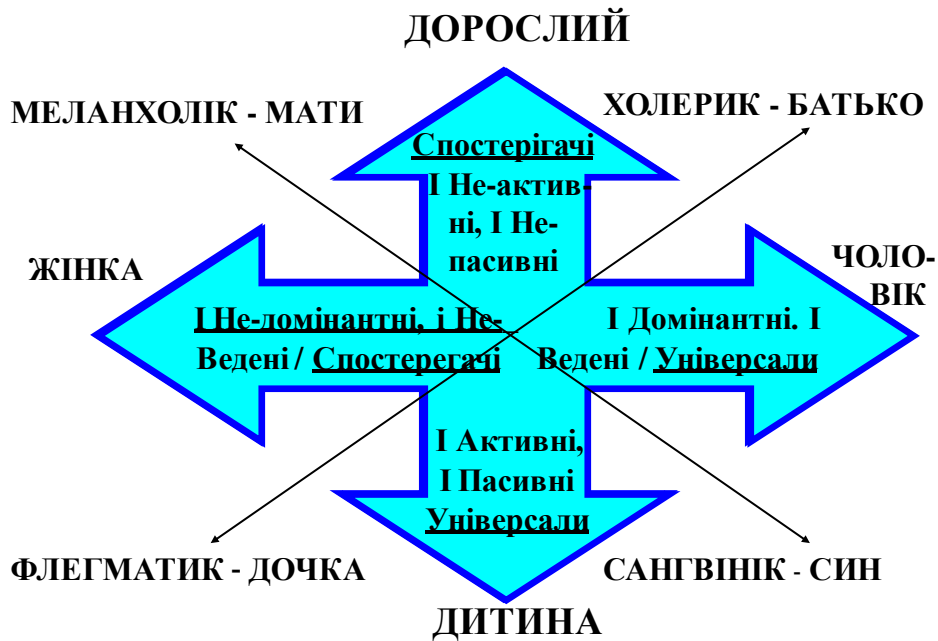 ДОРОСЛИЙ
МЕЛАНХОЛІК - МАТИ
ХОЛЕРИК - БАТЬКО
Спостерігачі
І Не-актив-
ні, І Не-
пасивні
ЖІНКА
ЧОЛО-
ВІК
І Не-домінантні, і Не-
Ведені / Спостерегачі
І Домінантні. І
Ведені / Універсали
І Активні,
І Пасивні
Універсали
ФЛЕГМАТИК - ДОЧКА
САНГВІНІК - СИН
ДИТИНА